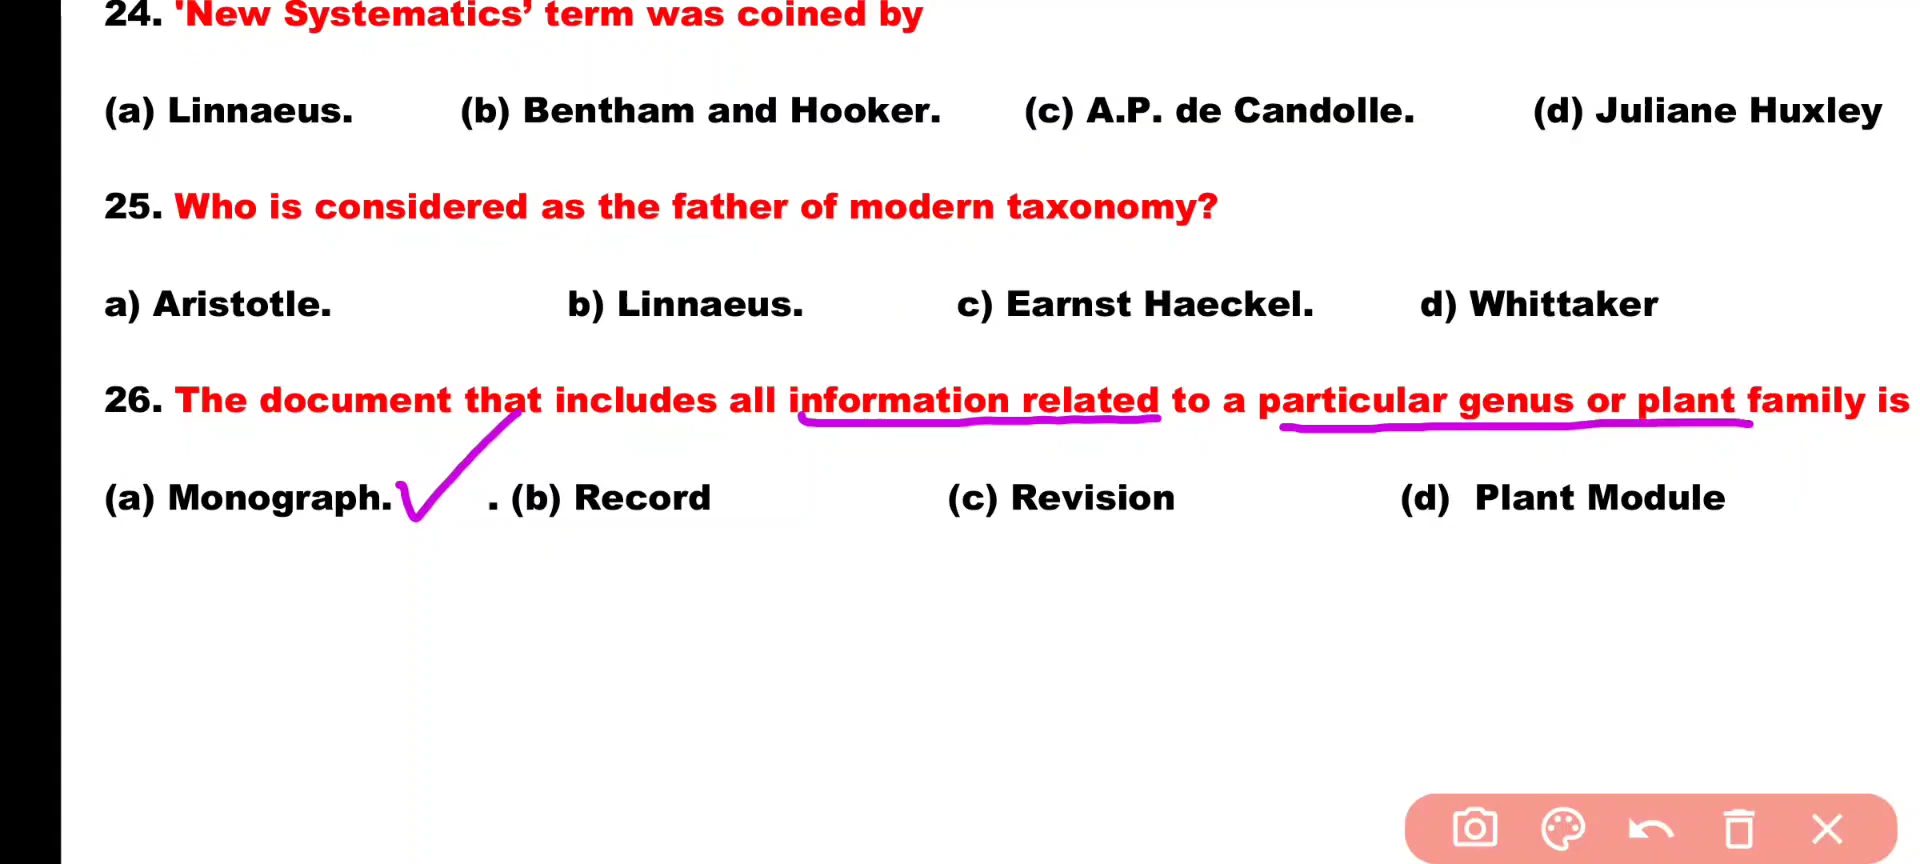 24. 'New Systematics’ term was coined by
(a) Linnaeus. (b) Bentham and Hooker. (c) A.P. de Candolle. (d) Juliane Huxley
25. Who is considered as the father of modern taxonomy?
a) Aristotle. b) Linnaeus. c) Earnst Haeckel. d) Whittaker
26. The document that includes all information related to a particular genus or plant family is
(a) Monograph. . (b) Record (c) Revision (d) Plant Module